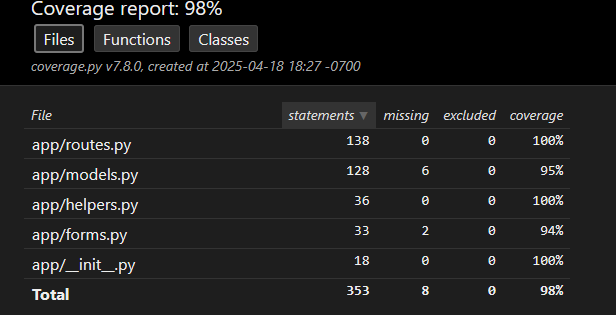 Coverage report: 98%
Files Functions Classes
coverage.py v7.8.0, created at 2025-04-18 18:27 -0700
File statements ▼ missing excluded coverage
app/routes.py 138 0 0 100%
app/models.py 128 6 0 95%
app/helpers.py 36 0 0 100%
app/forms.py 33 2 0 94%
app/__init__.py 18 0 0 100%
Total 353 8 0 98%